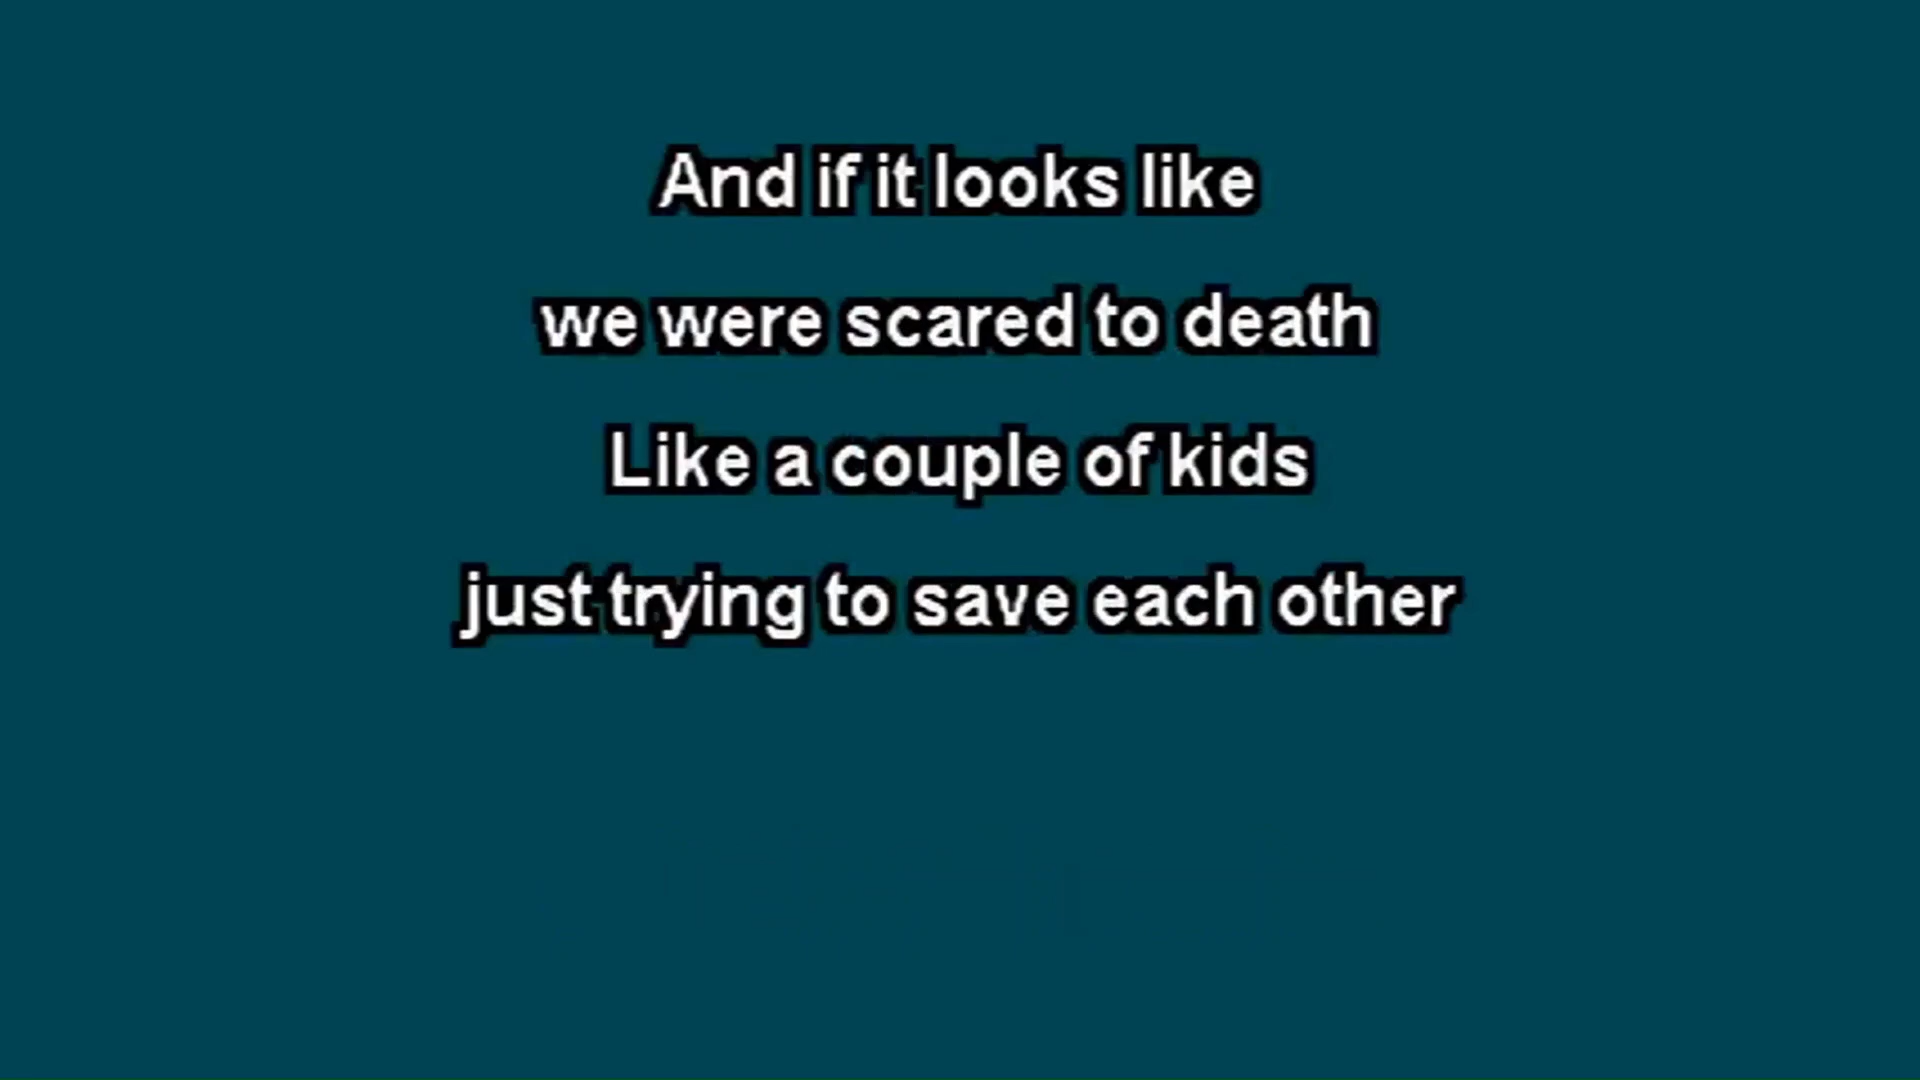 And if it looks like
we were scared to death
Like a couple of kids
just trying to save each other